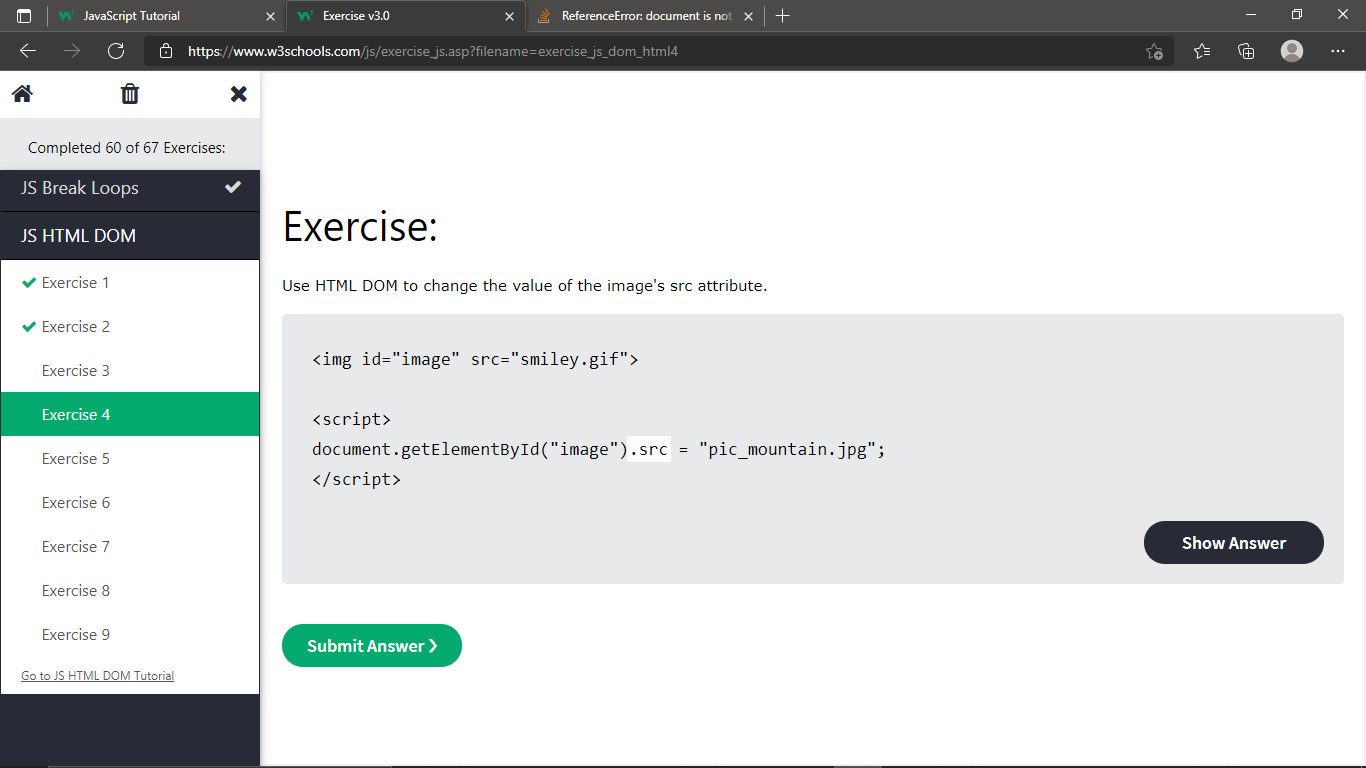 JavaScript Tutorial
Exercise v3.0
ReferenceError: document is not
https://www.w3schools.com/js/exercise_js.asp?filename=exercise_js_dom_html4
Completed 60 of 67 Exercises:
JS Break Loops
JS HTML DOM
Exercise 1
Exercise 2
Exercise 3
Exercise 4
Exercise 5
Exercise 6
Exercise 7
Exercise 8
Exercise 9
Go to JS HTML DOM Tutorial
Exercise:
Use HTML DOM to change the value of the image's src attribute.
<img id="image" src="smiley.gif">
<script>
document.getElementById("image").src = "pic_mountain.jpg";
</script>
Show Answer
Submit Answer ❯